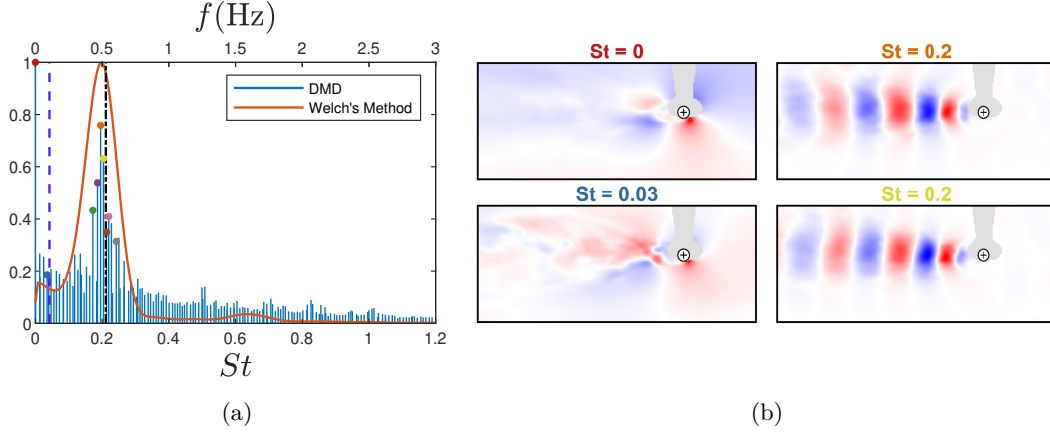 f(Hz)
0 0.5 1 1.5 2 2.5 3
1
0.8
0.6
0.4
0.2
0
DMD
Welch's Method
0 0.2 0.4 0.6 0.8 1 1.2
St
(a)
St = 0
St = 0.2
St = 0.03
St = 0.2
(b)